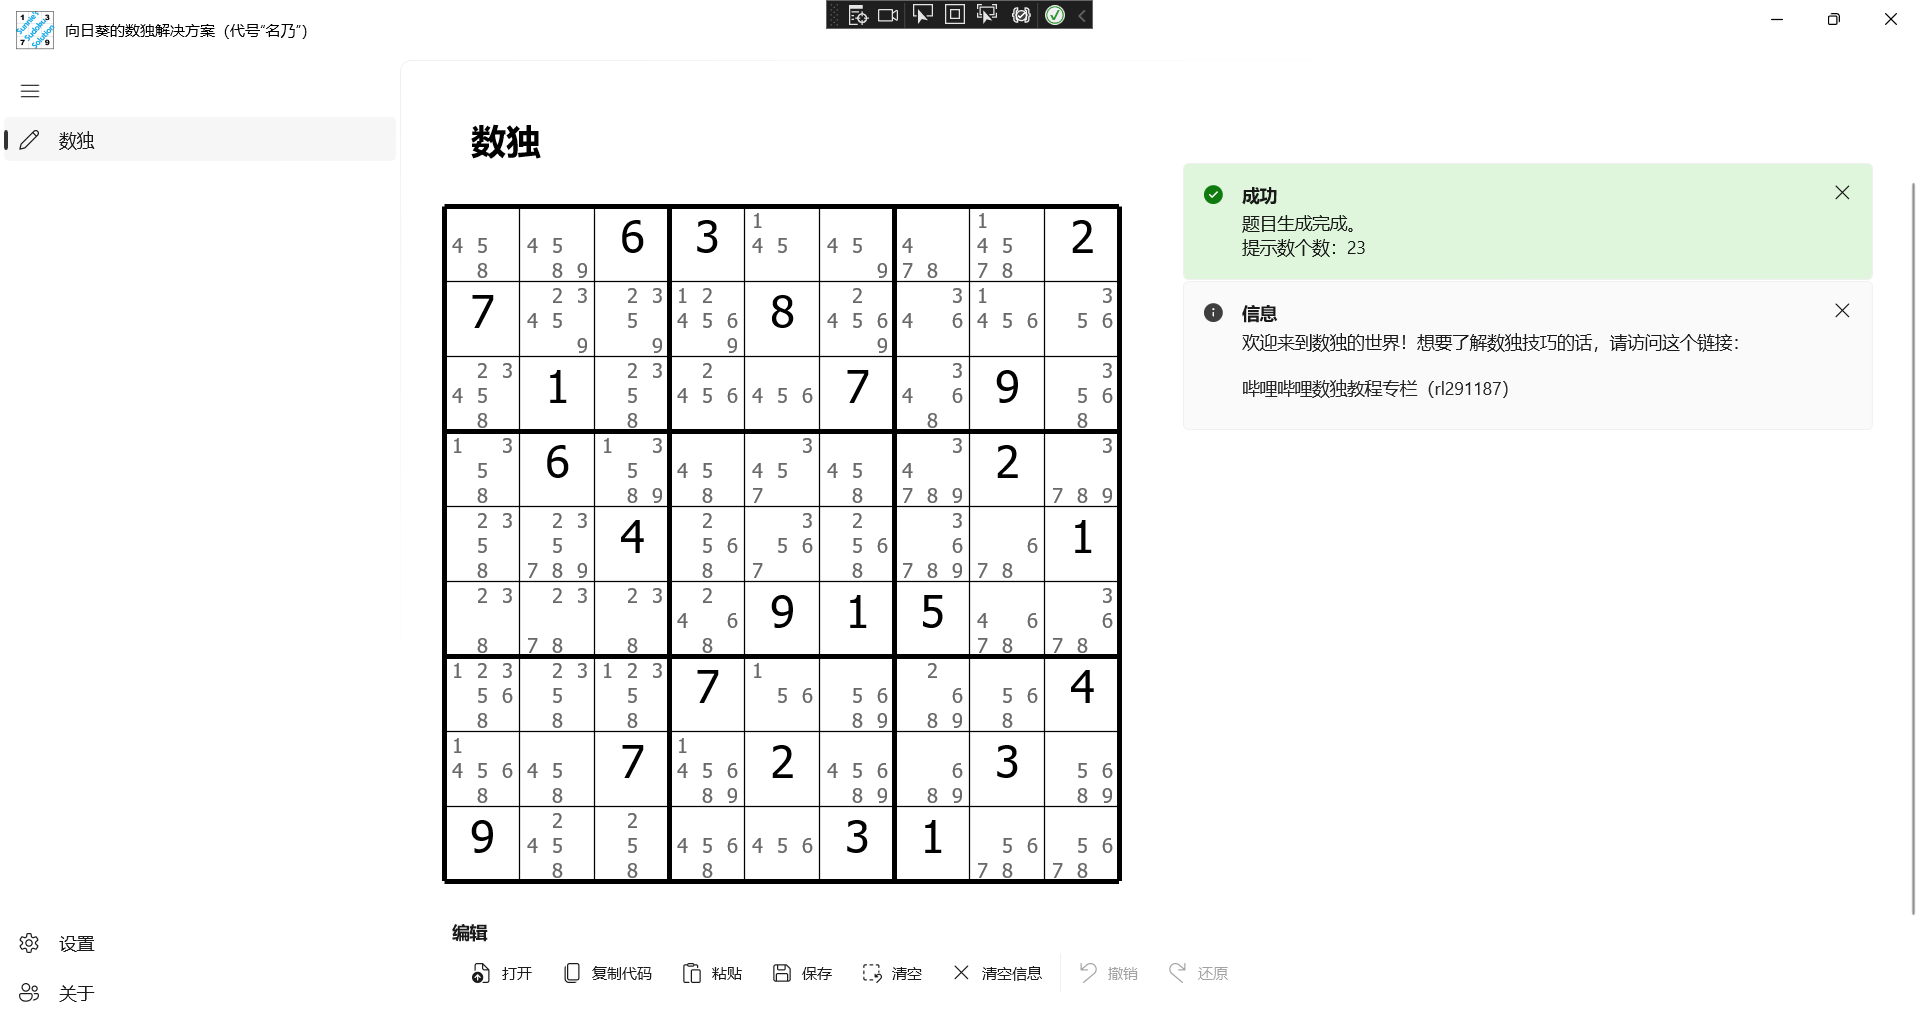 向日葵的数独解决方案（代号“名乃”）
数独
数独
成功
题目生成完成。
提示数个数：23
信息
欢迎来到数独的世界！想要了解数独技巧的话，请访问这个链接：
哔哩哔哩数独教程专栏（rl291187）
4 5 8 | 4 5 8 9 | 6 | 3 | 1 4 5 | 4 5 9 | 4 7 8 | 1 4 5 7 8 | 2
7 | 2 3 4 5 9 | 2 3 5 9 | 1 2 4 5 6 9 | 8 | 2 4 5 6 9 | 3 4 6 | 1 4 5 6 | 3 5 6
2 3 4 5 8 | 1 | 2 3 5 8 | 2 4 5 6 | 4 5 6 | 7 | 3 4 6 8 | 9 | 3 5 6 8
1 3 5 8 | 6 | 1 3 5 8 9 | 4 5 8 | 3 4 5 7 | 4 5 8 | 3 4 7 8 9 | 2 | 3 7 8 9
2 3 5 8 | 2 3 5 7 8 9 | 4 | 2 5 6 8 | 3 5 6 7 | 2 5 6 8 | 3 6 7 8 9 | 6 7 8 | 1
2 3 8 | 2 3 7 8 | 2 3 8 | 2 4 6 8 | 9 | 1 | 5 | 4 6 7 8 | 3 6 7 8
1 2 3 5 6 8 | 2 3 5 8 | 1 2 3 5 8 | 7 | 1 5 6 | 5 6 8 9 | 2 6 8 9 | 5 6 8 | 4
1 4 5 6 8 | 4 5 8 | 7 | 1 4 5 6 8 9 | 2 | 4 5 6 8 9 | 6 8 9 | 3 | 5 6 8 9
9 | 2 4 5 8 | 2 5 8 | 4 5 6 8 | 4 5 6 | 3 | 1 | 5 6 7 8 | 5 6 7 8
编辑
打开 复制代码 粘贴 保存 清空 清空信息 撤销 还原
设置
关于